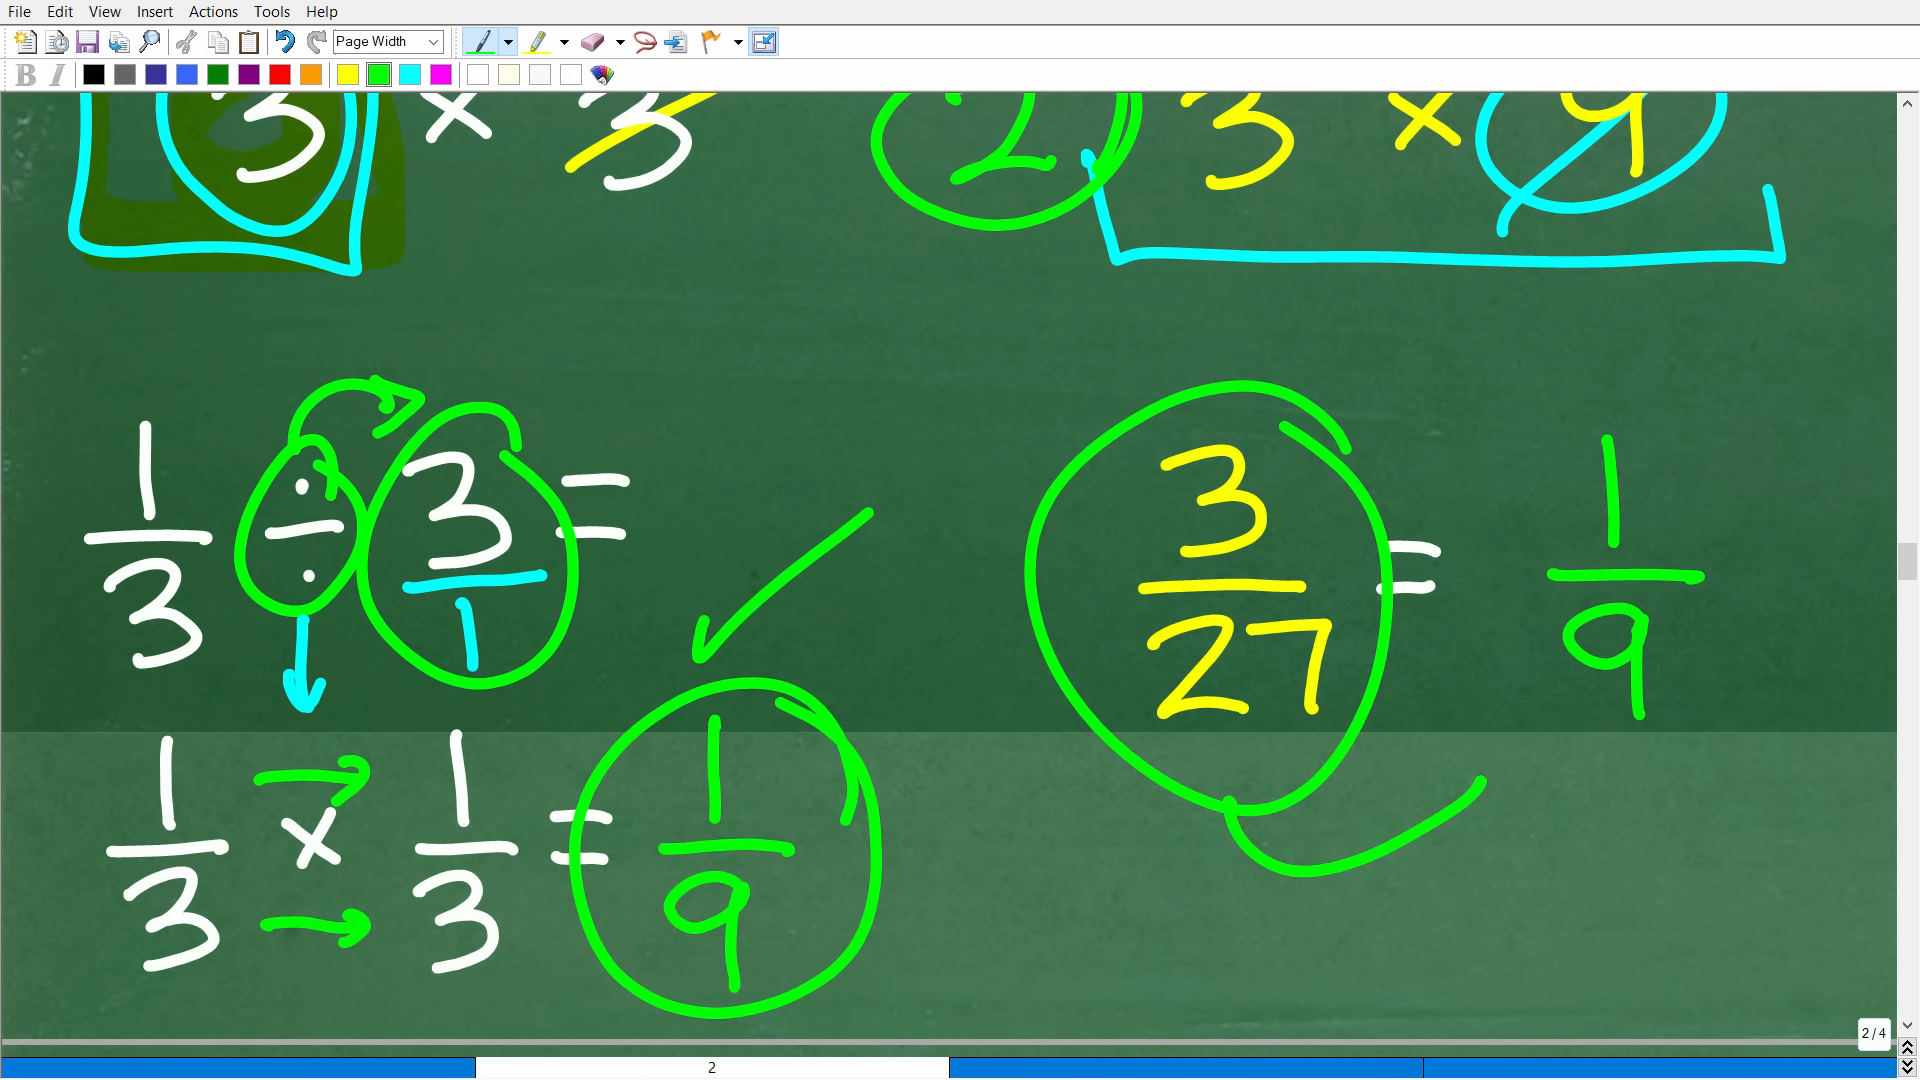 File Edit View Insert Actions Tools Help
Page Width
B I
3 × 3
2 3 × 9
1/3 ÷ 3/1 =
3/27 = 1/9
1/3 × 1/3 = 1/9
2 / 4
2